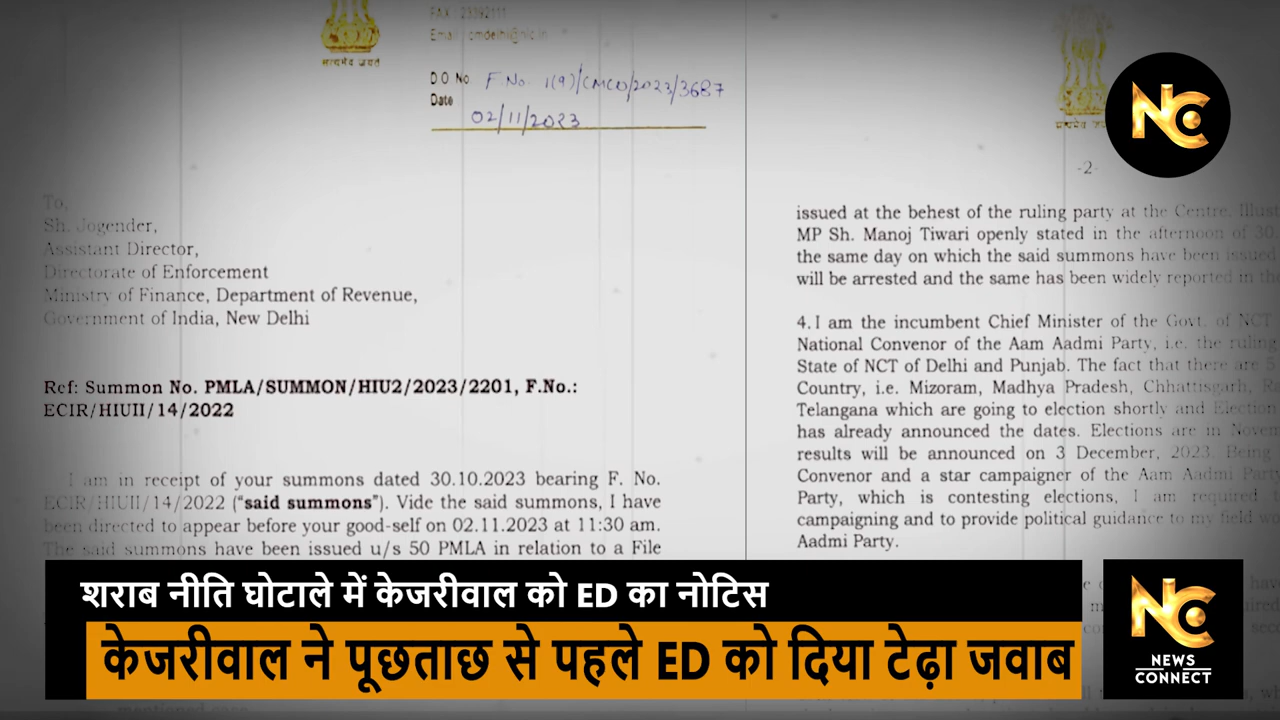 FAX : 23392111
Email : cmdelhi@nic.in
सत्यमेव जयते
D O No F.No. 1(9)/CMCO/2023/3687
Date 02/11/2023
To,
Sh. Jogender,
Assistant Director,
Directorate of Enforcement
Ministry of Finance, Department of Revenue,
Government of India, New Delhi
Ref: Summon No. PMLA/SUMMON/HIU2/2023/2201, F.No.:
ECIR/HIUII/14/2022
I am in receipt of your summons dated 30.10.2023 bearing F. No.
ECIR/HIUII/14/2022 (“said summons”). Vide the said summons, I have
been directed to appear before your good-self on 02.11.2023 at 11:30 am.
The said summons have been issued u/s 50 PMLA in relation to a File
NC
-2-
issued at the behest of the ruling party at the Centre.
MP Sh. Manoj Tiwari openly stated in the afternoon of 30.
the same day on which the said summons have been issued
will be arrested and the same has been widely reported in
4. I am the incumbent Chief Minister of the Govt. of NCT
National Convenor of the Aam Aadmi Party, i.e. the ruling
State of NCT of Delhi and Punjab. The fact that there are 5
Country, i.e. Mizoram, Madhya Pradesh, Chhattisgarh,
Telangana which are going to election shortly and Election
has already announced the dates. Elections are in
results will be announced on 3 December, 2023. Being
Convenor and a star campaigner of the Aam Aadmi
Party, which is contesting elections, I am required
campaigning and to provide political guidance to my field
Aadmi Party.
शराब नीति घोटाले में केजरीवाल को ED का नोटिस
केजरीवाल ने पूछताछ से पहले ED को दिया टेढ़ा जवाब
NC
NEWS
CONNECT